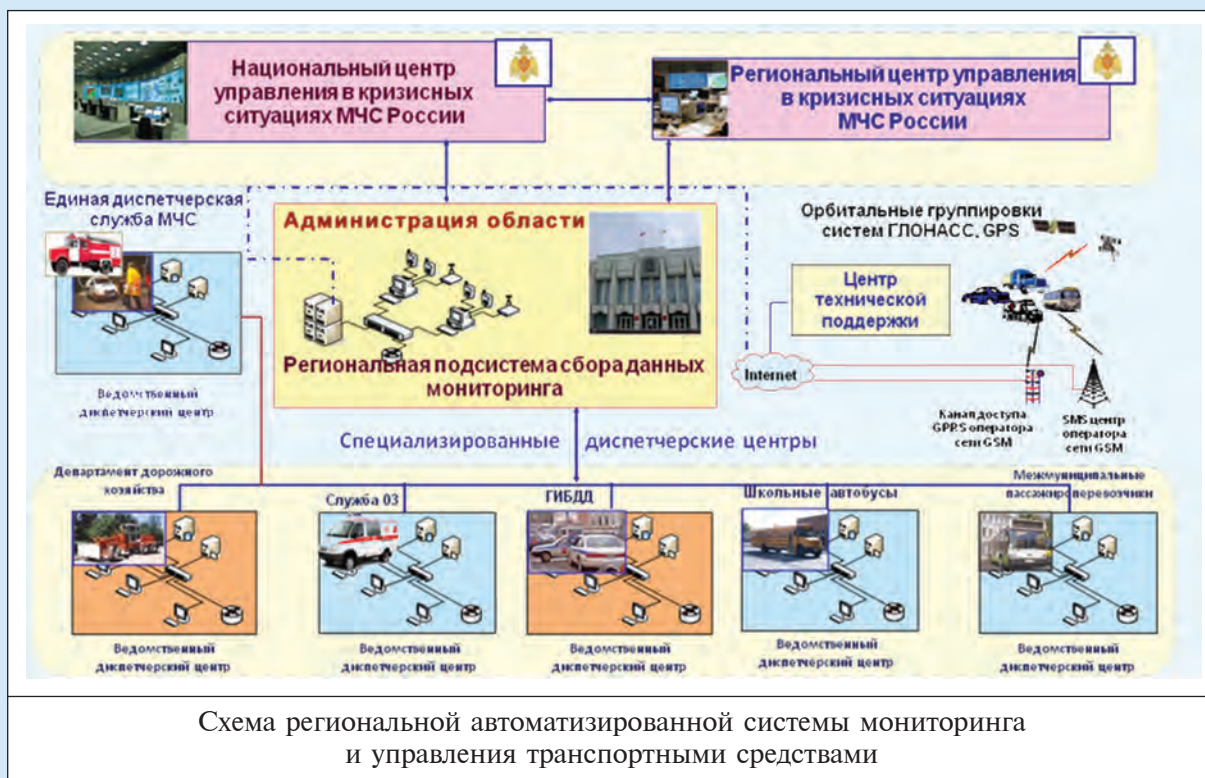 Национальный центр
управления в кризисных
ситуациях МЧС России
Региональный центр управления
в кризисных ситуациях
МЧС России
Единая диспетчерская
служба МЧС
Администрация области
Региональная подсистема сбора данных
мониторинга
Орбитальные группировки
систем ГЛОНАСС, GPS
Центр
технической
поддержки
Internet
Канал доступа
GPRS оператора
сети GSM
SMS центр
оператора
сети GSM
Ведомственный
диспетчерский центр
Специализированные диспетчерские центры
Департамент дорожного
хозяйства
Служба 03
ГИБДД
Школьные автобусы
Межмуниципальные
пассажироперевозчики
Ведомственный
диспетчерский центр
Ведомственный
диспетчерский центр
Ведомственный
диспетчерский центр
Ведомственный
диспетчерский центр
Ведомственный
диспетчерский центр
Схема региональной автоматизированной системы мониторинга
и управления транспортными средствами